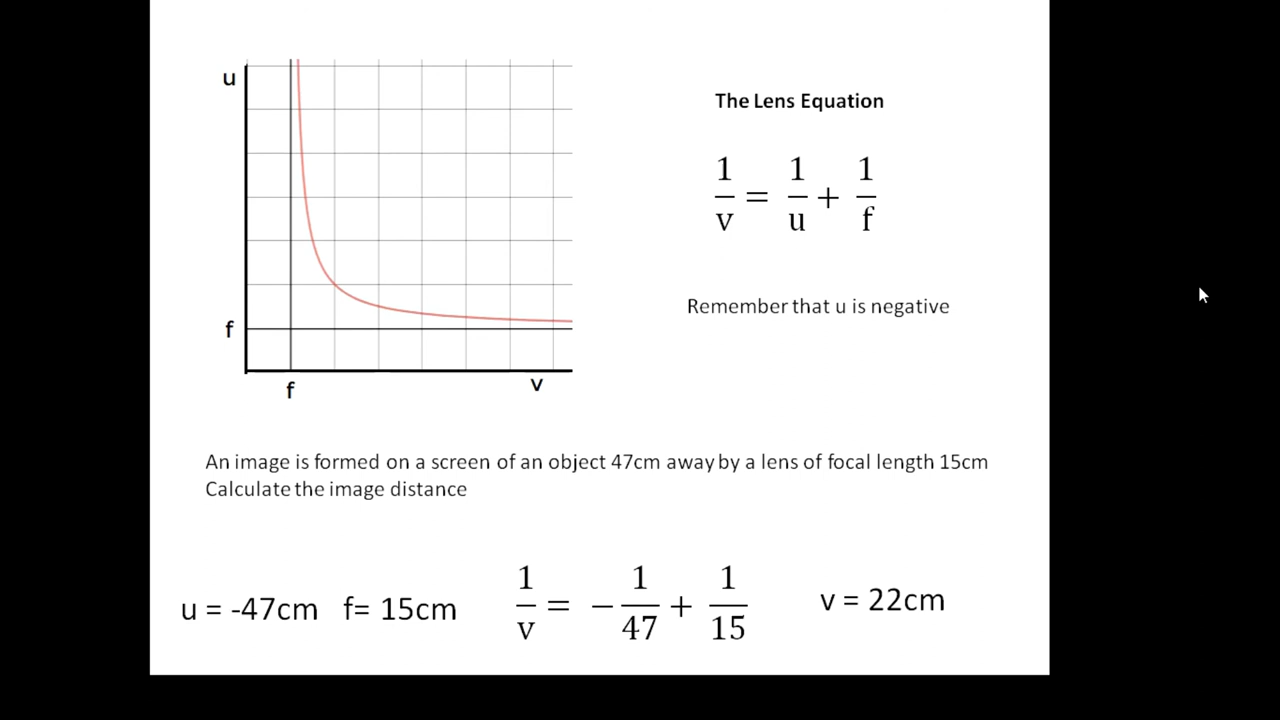 u
f
f
v
The Lens Equation
1/v = 1/u + 1/f
Remember that u is negative
An image is formed on a screen of an object 47cm away by a lens of focal length 15cm
Calculate the image distance
u = -47cm f= 15cm 1/v = − 1/47 + 1/15 v = 22cm